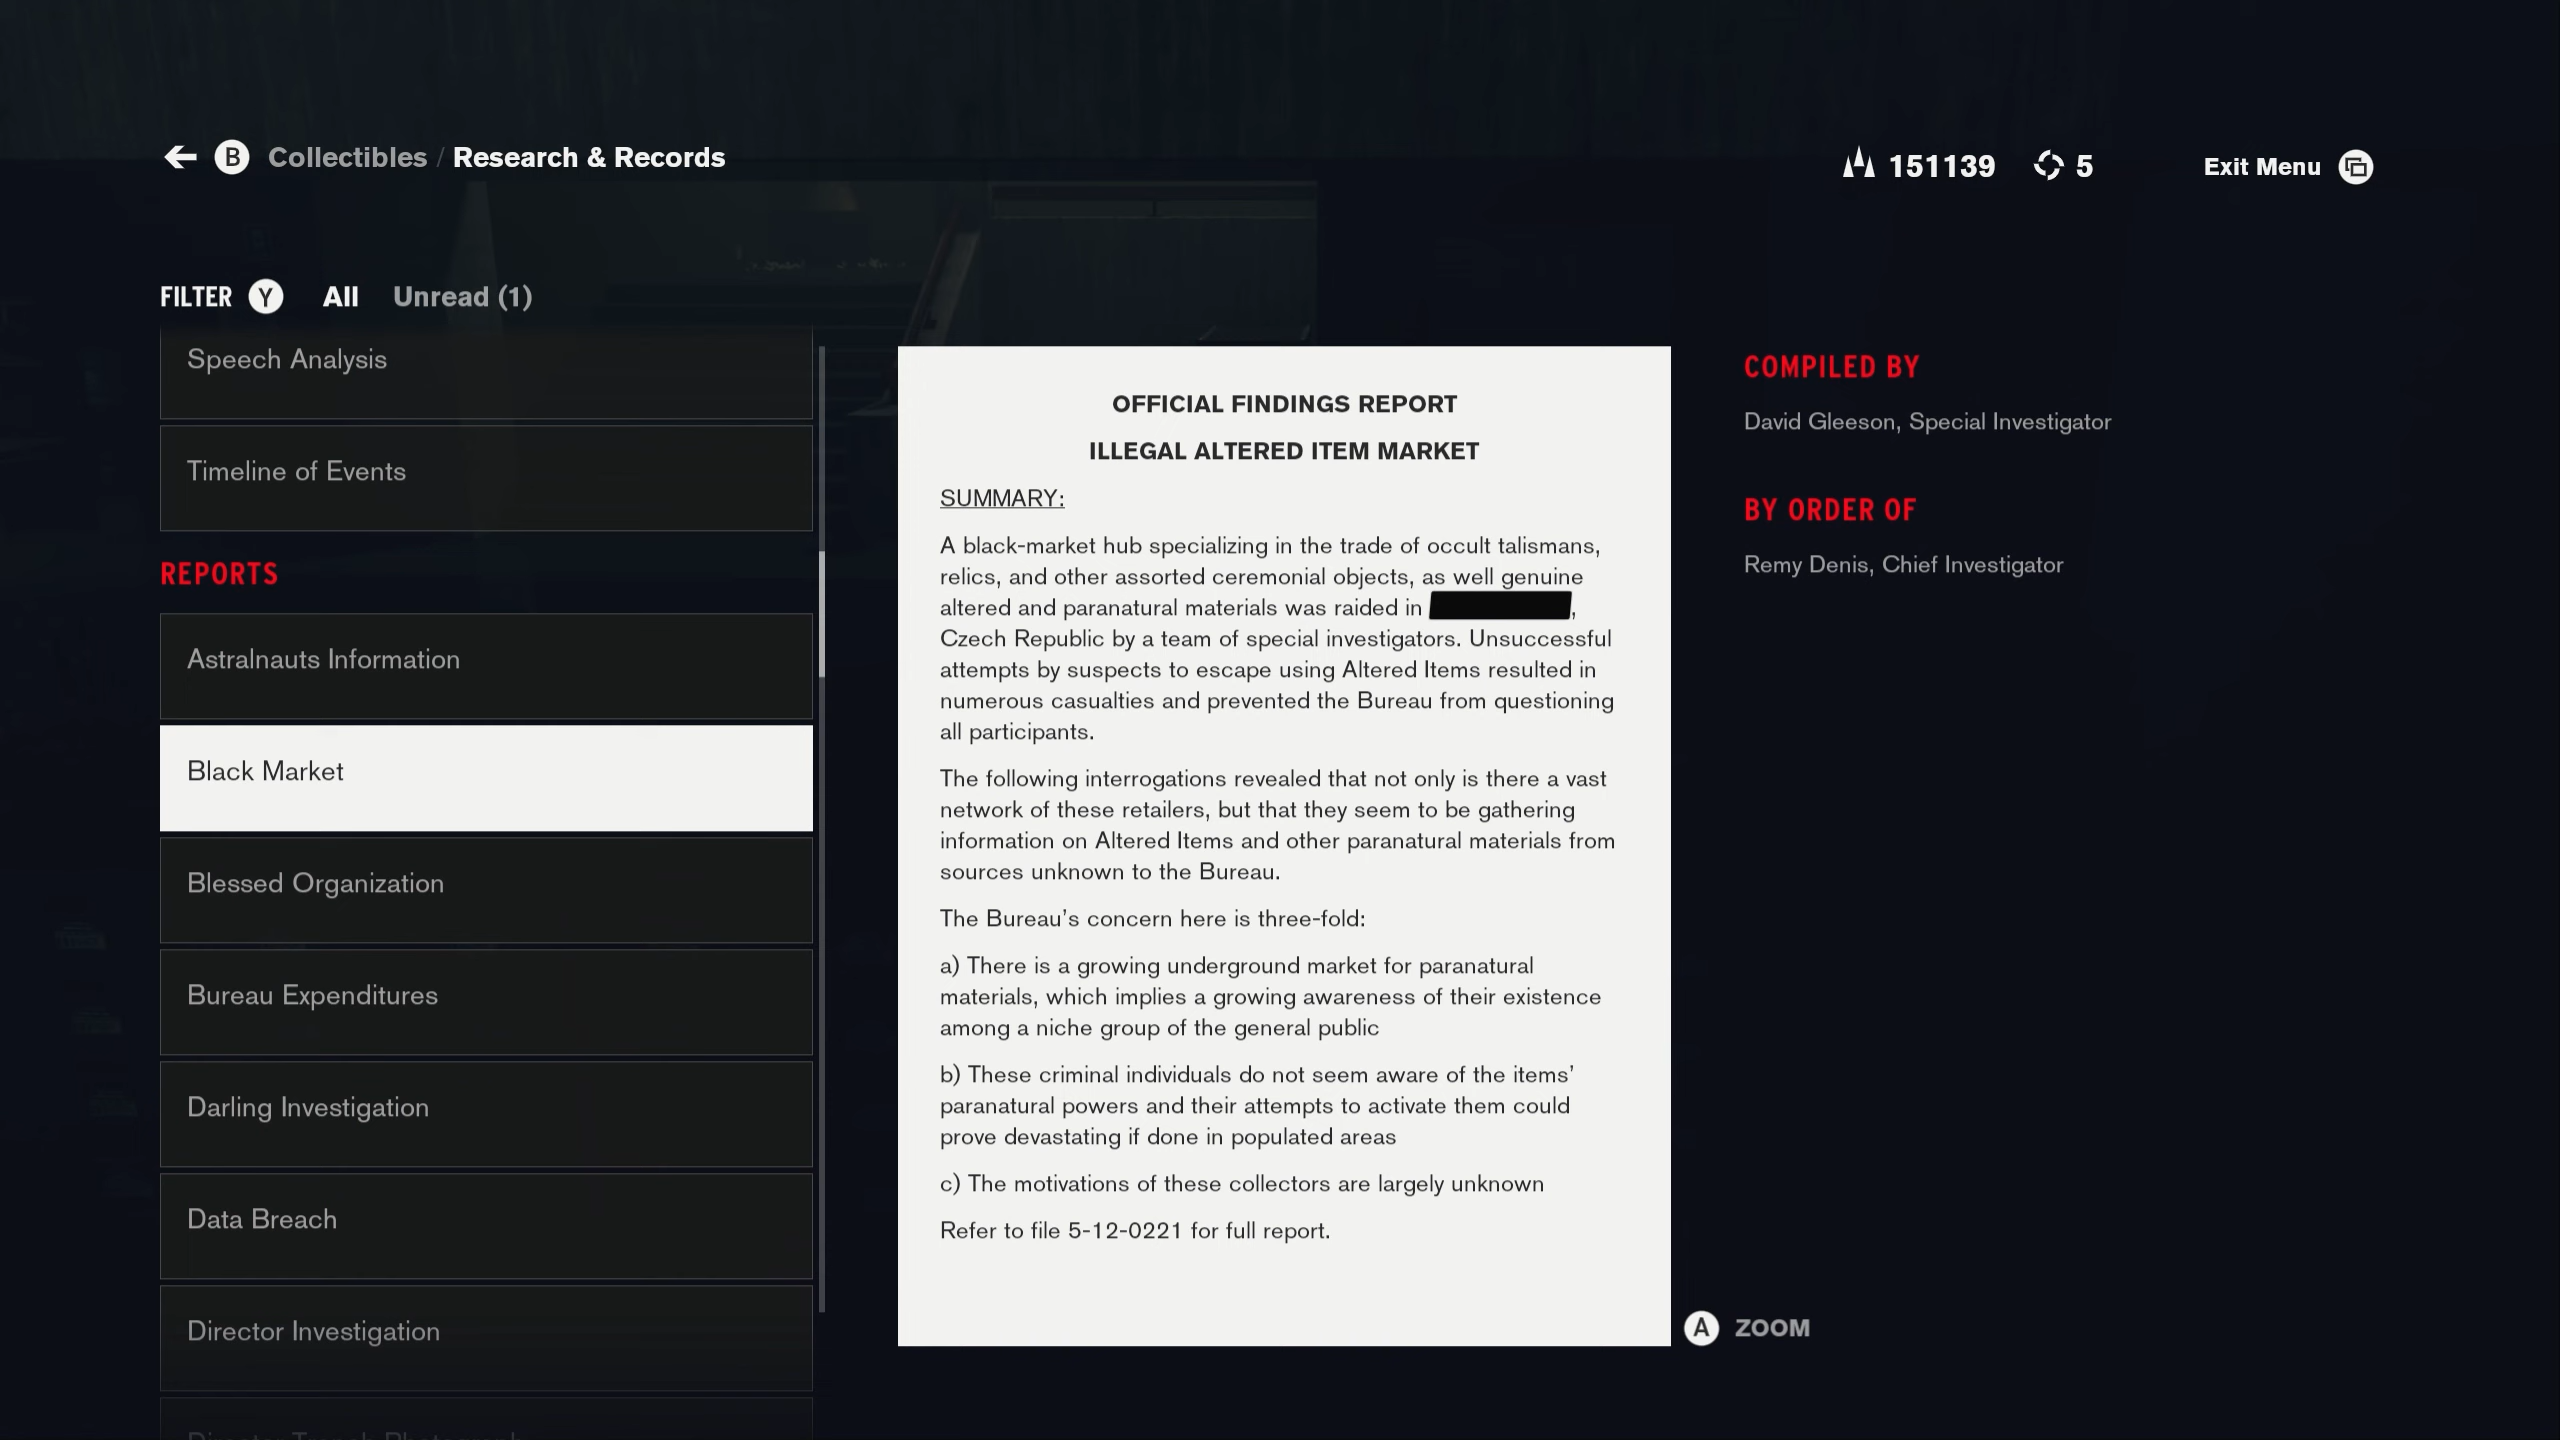 B Collectibles / Research & Records
151139 5 Exit Menu
FILTER Y All Unread (1)
Speech Analysis
Timeline of Events
REPORTS
Astralnauts Information
Black Market
Blessed Organization
Bureau Expenditures
Darling Investigation
Data Breach
Director Investigation
OFFICIAL FINDINGS REPORT
ILLEGAL ALTERED ITEM MARKET
SUMMARY:
A black-market hub specializing in the trade of occult talismans,
relics, and other assorted ceremonial objects, as well genuine
altered and paranatural materials was raided in ,
Czech Republic by a team of special investigators. Unsuccessful
attempts by suspects to escape using Altered Items resulted in
numerous casualties and prevented the Bureau from questioning
all participants.
The following interrogations revealed that not only is there a vast
network of these retailers, but that they seem to be gathering
information on Altered Items and other paranatural materials from
sources unknown to the Bureau.
The Bureau’s concern here is three-fold:
a) There is a growing underground market for paranatural
materials, which implies a growing awareness of their existence
among a niche group of the general public
b) These criminal individuals do not seem aware of the items’
paranatural powers and their attempts to activate them could
prove devastating if done in populated areas
c) The motivations of these collectors are largely unknown
Refer to file 5-12-0221 for full report.
COMPILED BY
David Gleeson, Special Investigator
BY ORDER OF
Remy Denis, Chief Investigator
A ZOOM